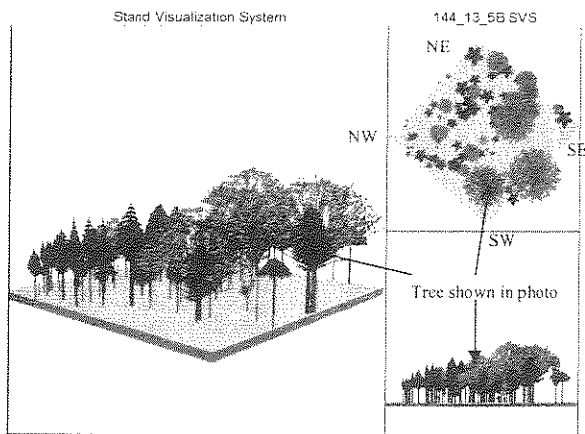 Stand Visualization System
144_13_5B SVS
NE
NW
SE
SW
Tree shown in photo